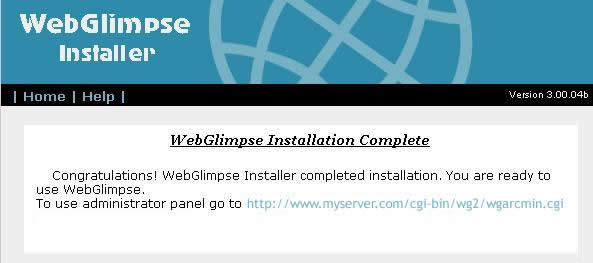 WebGlimpse
Installer
| Home | Help |
Version 3.00.04b
WebGlimpse Installation Complete
Congratulations! WebGlimpse Installer completed installation. You are ready to
use WebGlimpse.
To use administrator panel go to http://www.myserver.com/cgi-bin/wg2/wgarcmin.cgi